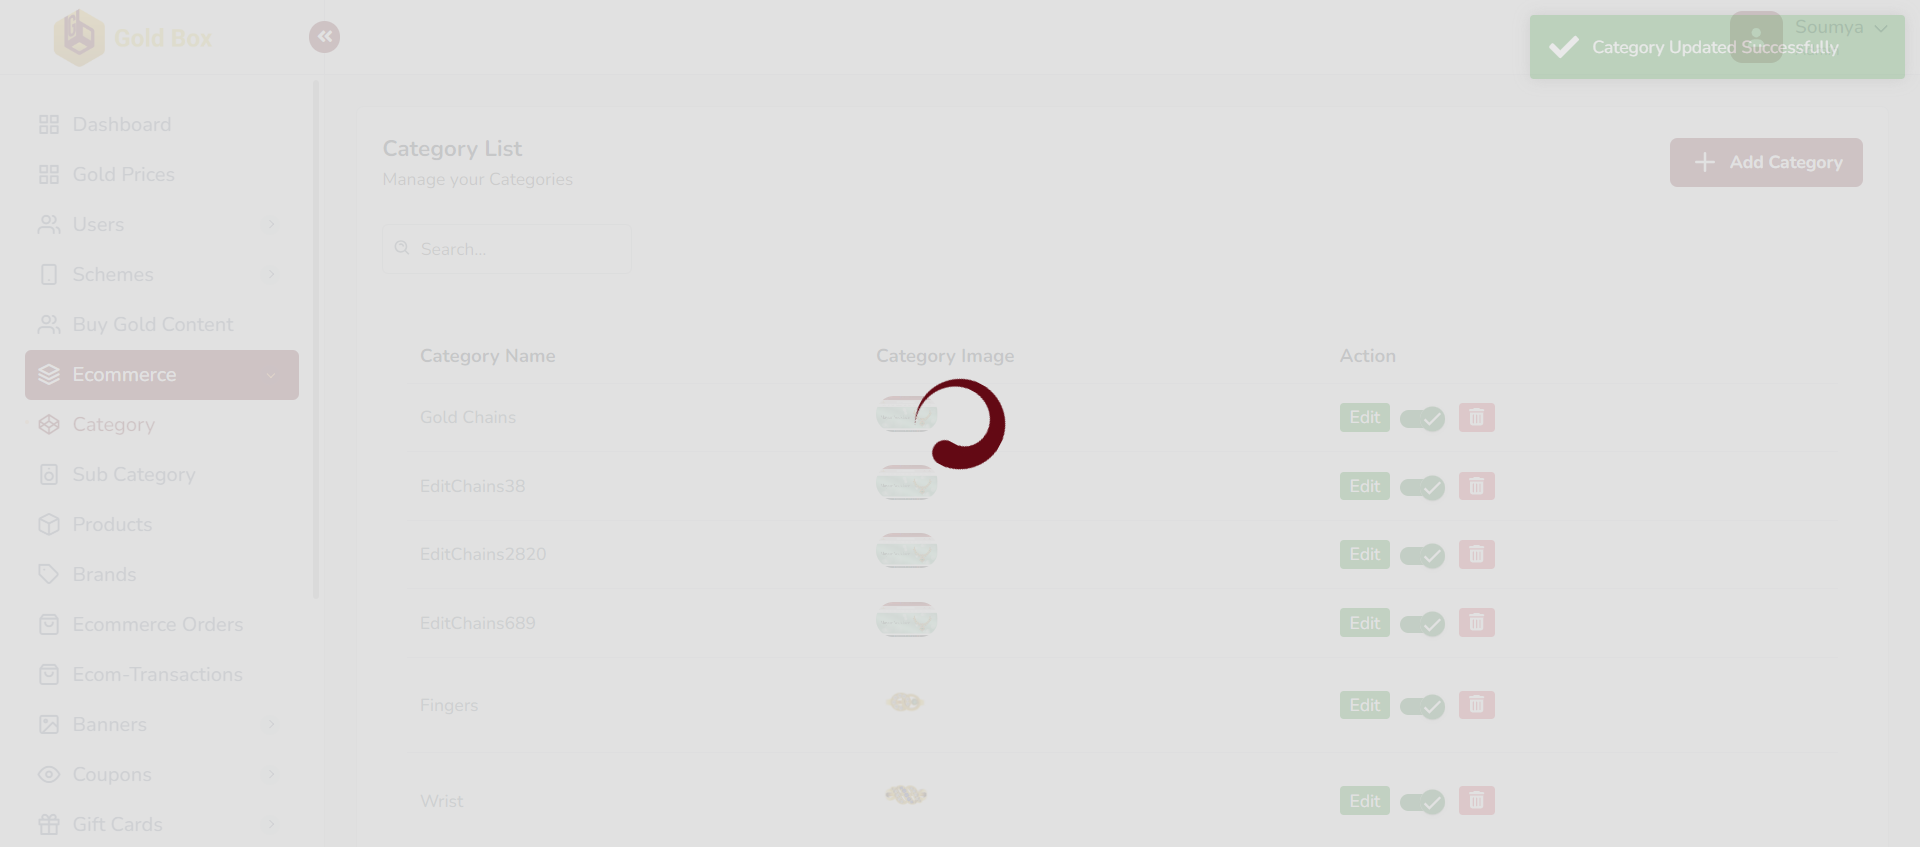 Gold Box
Soumya
Category Updated Successfully
Dashboard
Gold Prices
Users
Schemes
Buy Gold Content
Ecommerce
Category
Sub Category
Products
Brands
Ecommerce Orders
Ecom-Transactions
Banners
Coupons
Gift Cards
Category List
Manage your Categories
Add Category
Search...
Category Name Category Image Action
Gold Chains Edit
EditChains38 Edit
EditChains2820 Edit
EditChains689 Edit
Fingers Edit
Wrist Edit